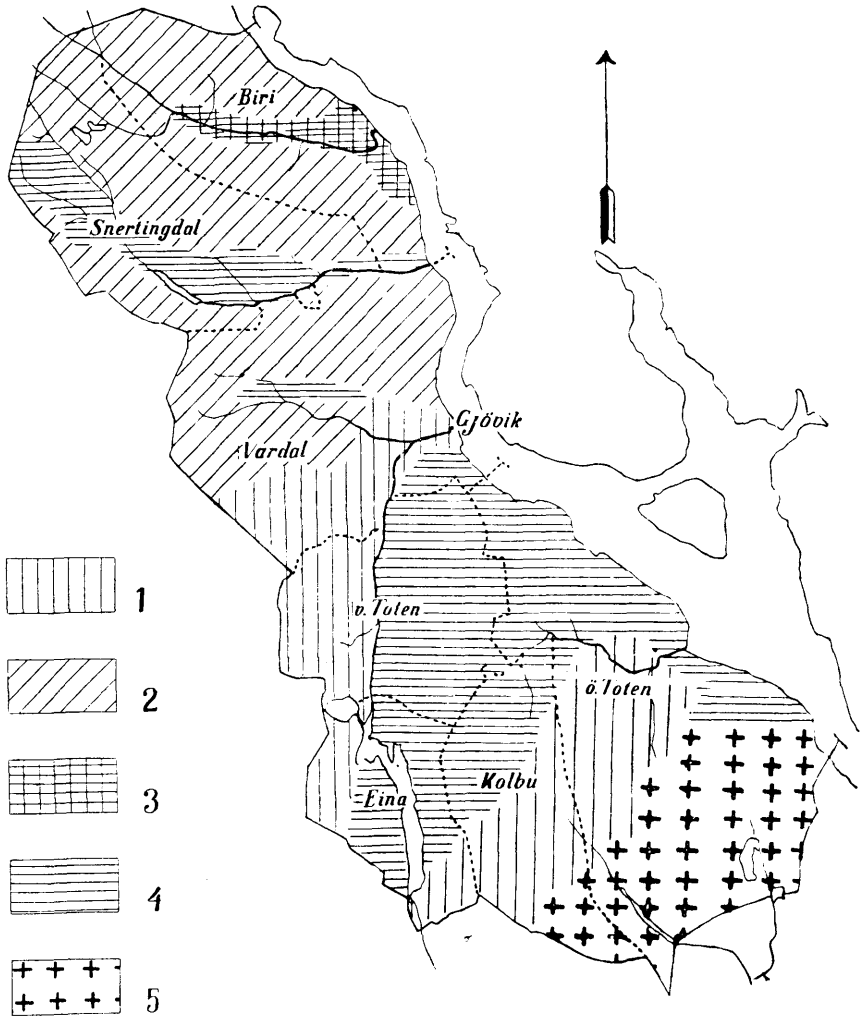 Biri
Snertingdal
Gjövik
Vardal
v. Toten
ö. Toten
Kolbu
Eina
1
2
3
4
5